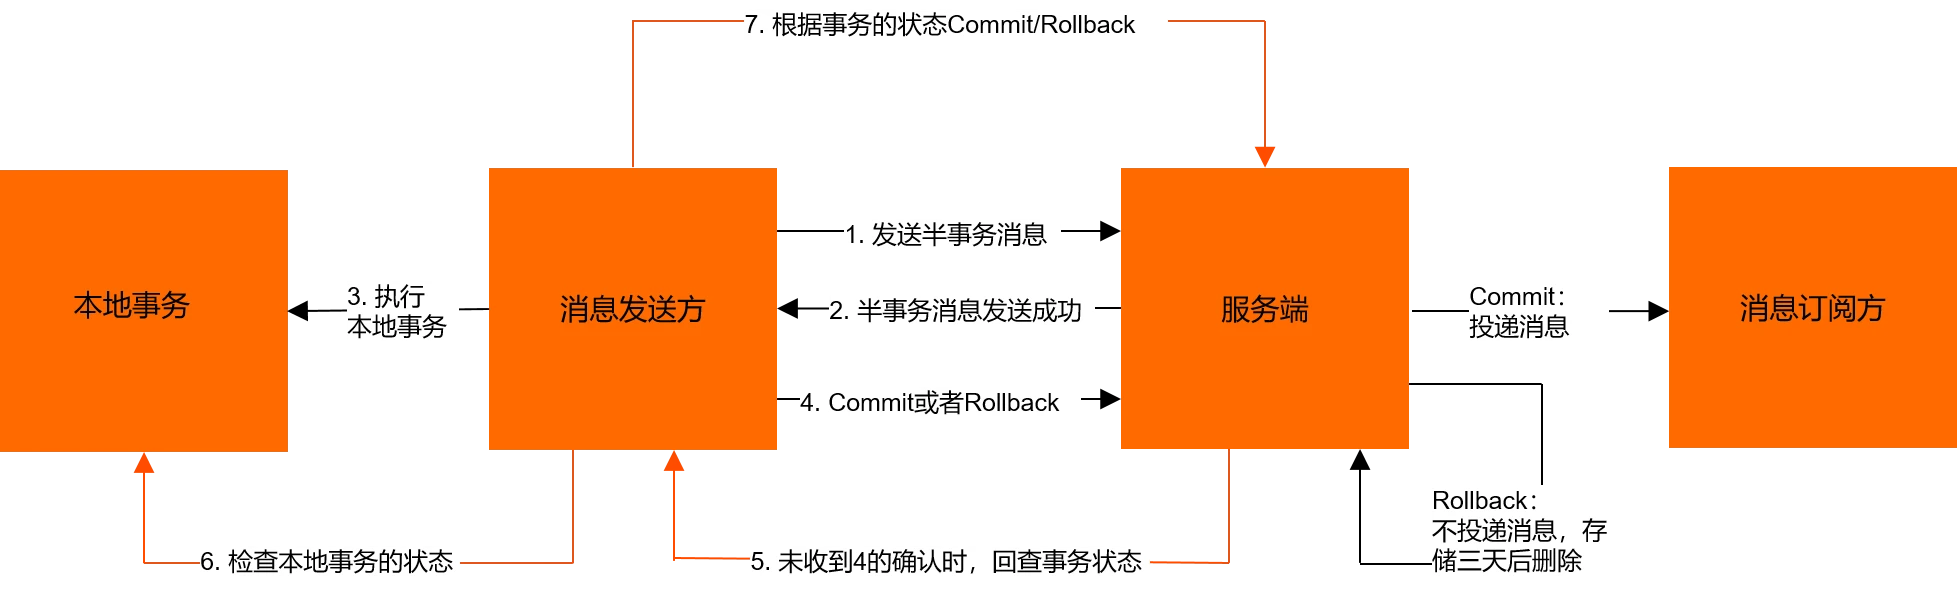 7. 根据事务的状态Commit/Rollback
1. 发送半事务消息
本地事务
3. 执行
本地事务
消息发送方
2. 半事务消息发送成功
服务端
Commit：
投递消息
消息订阅方
4. Commit或者Rollback
Rollback：
不投递消息，存
储三天后删除
6. 检查本地事务的状态
5. 未收到4的确认时，回查事务状态